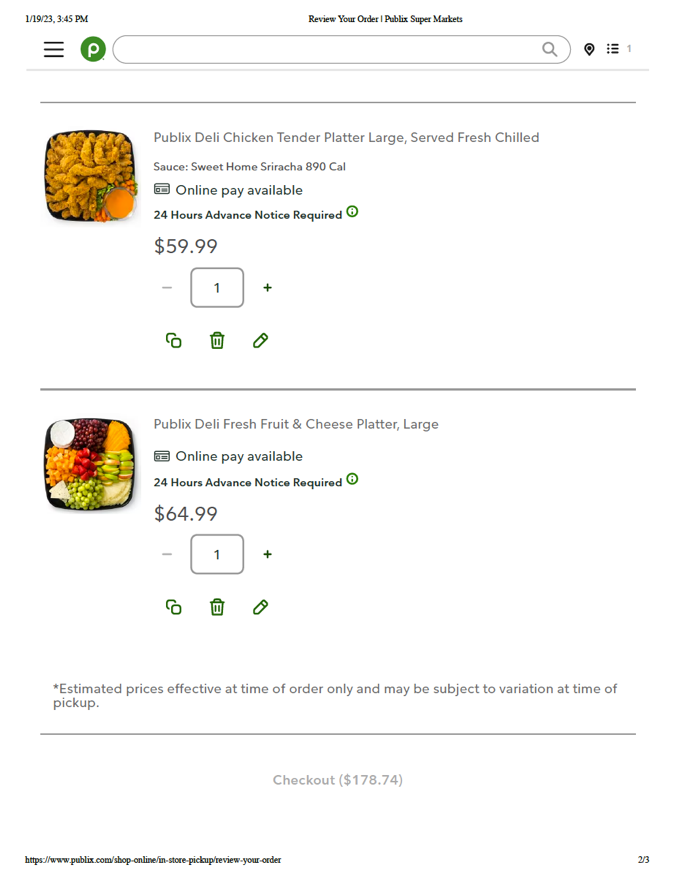 1/19/23, 3:45 PM
Review Your Order | Publix Super Markets
p
1
Publix Deli Chicken Tender Platter Large, Served Fresh Chilled
Sauce: Sweet Home Sriracha 890 Cal
Online pay available
24 Hours Advance Notice Required
$59.99
− 1 +
Publix Deli Fresh Fruit & Cheese Platter, Large
Online pay available
24 Hours Advance Notice Required
$64.99
− 1 +
*Estimated prices effective at time of order only and may be subject to variation at time of
pickup.
Checkout ($178.74)
https://www.publix.com/shop-online/in-store-pickup/review-your-order
2/3